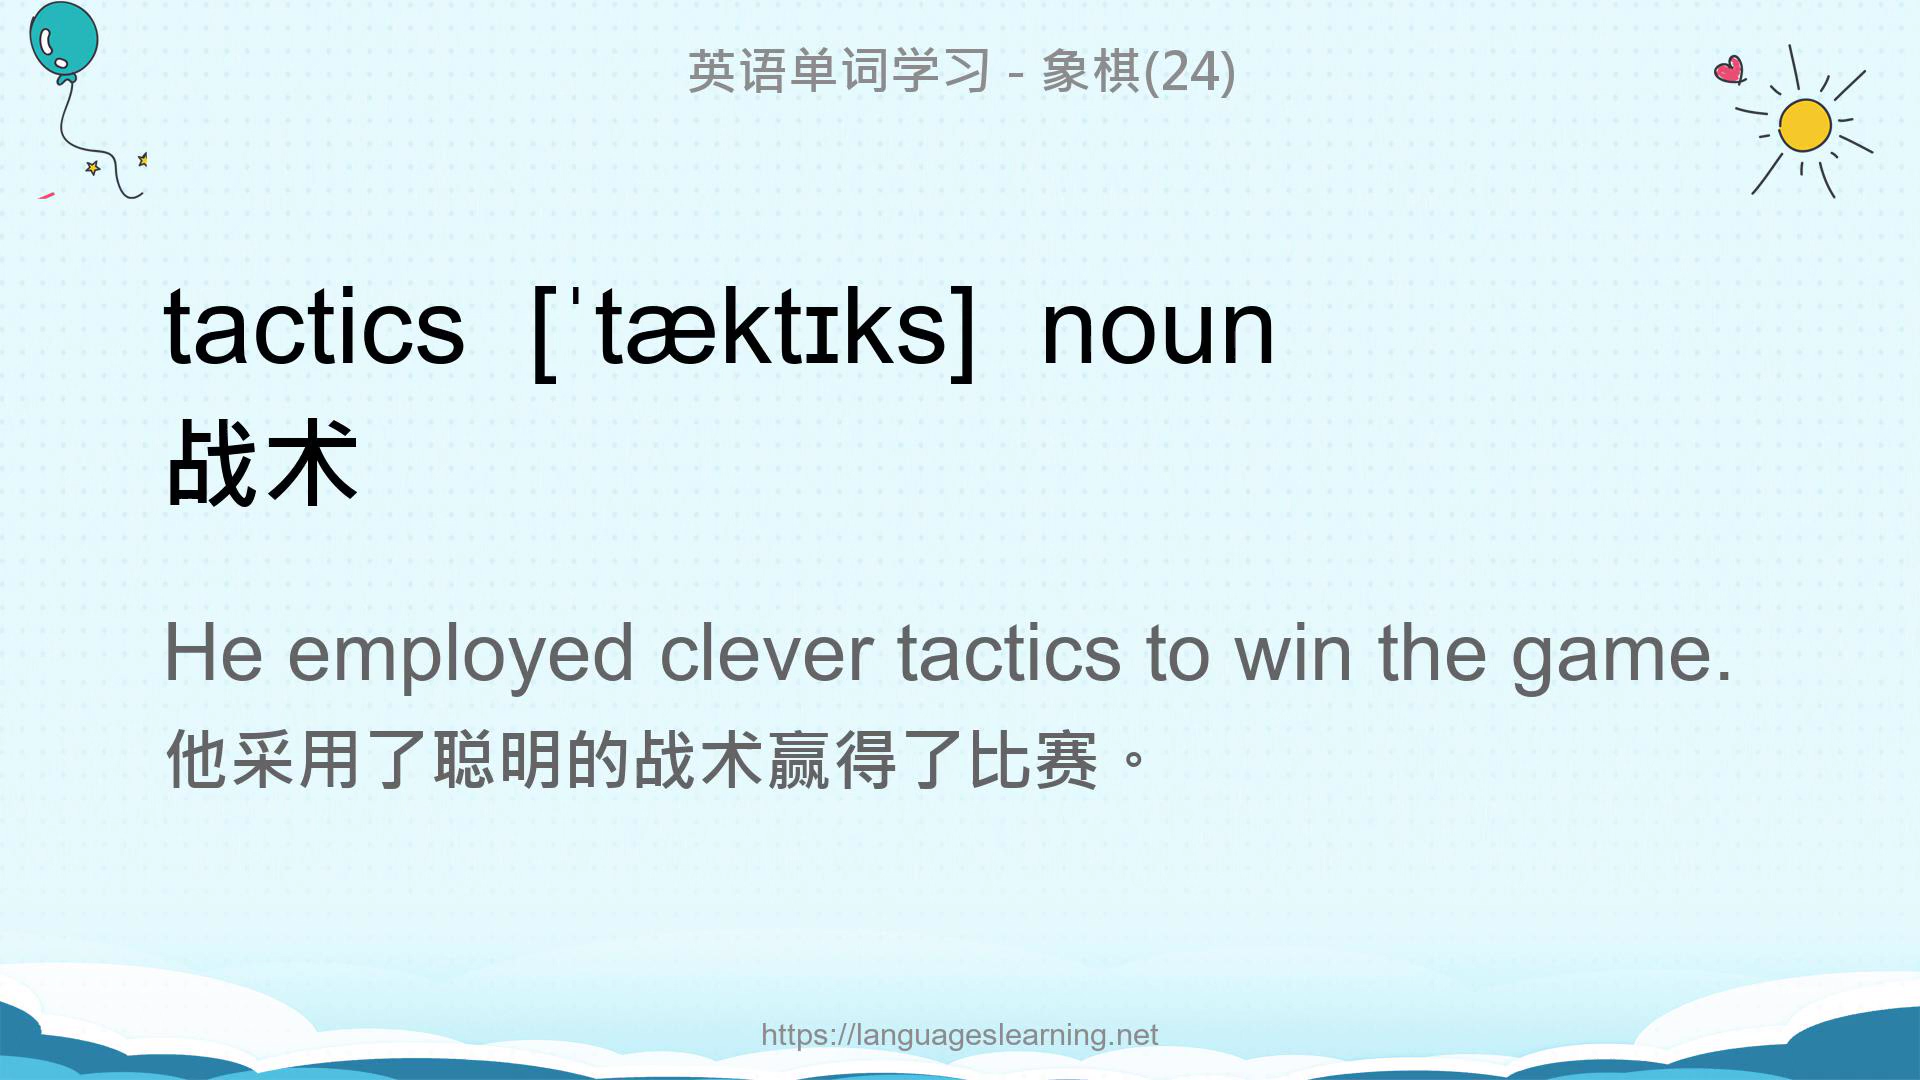 英语单词学习 - 象棋(24)
tactics [ˈtæktɪks] noun
战术
He employed clever tactics to win the game.
他采用了聪明的战术赢得了比赛。
https://languageslearning.net